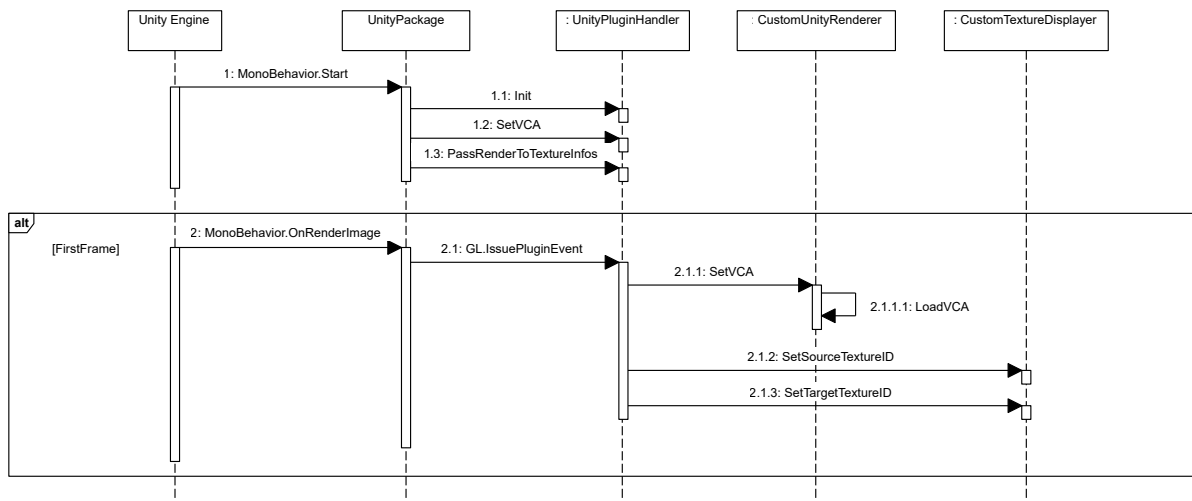 Unity Engine
UnityPackage
: UnityPluginHandler
: CustomUnityRenderer
: CustomTextureDisplayer
1: MonoBehavior.Start
1.1: Init
1.2: SetVCA
1.3: PassRenderToTextureInfos
alt
[FirstFrame]
2: MonoBehavior.OnRenderImage
2.1: GL.IssuePluginEvent
2.1.1: SetVCA
2.1.1.1: LoadVCA
2.1.2: SetSourceTextureID
2.1.3: SetTargetTextureID